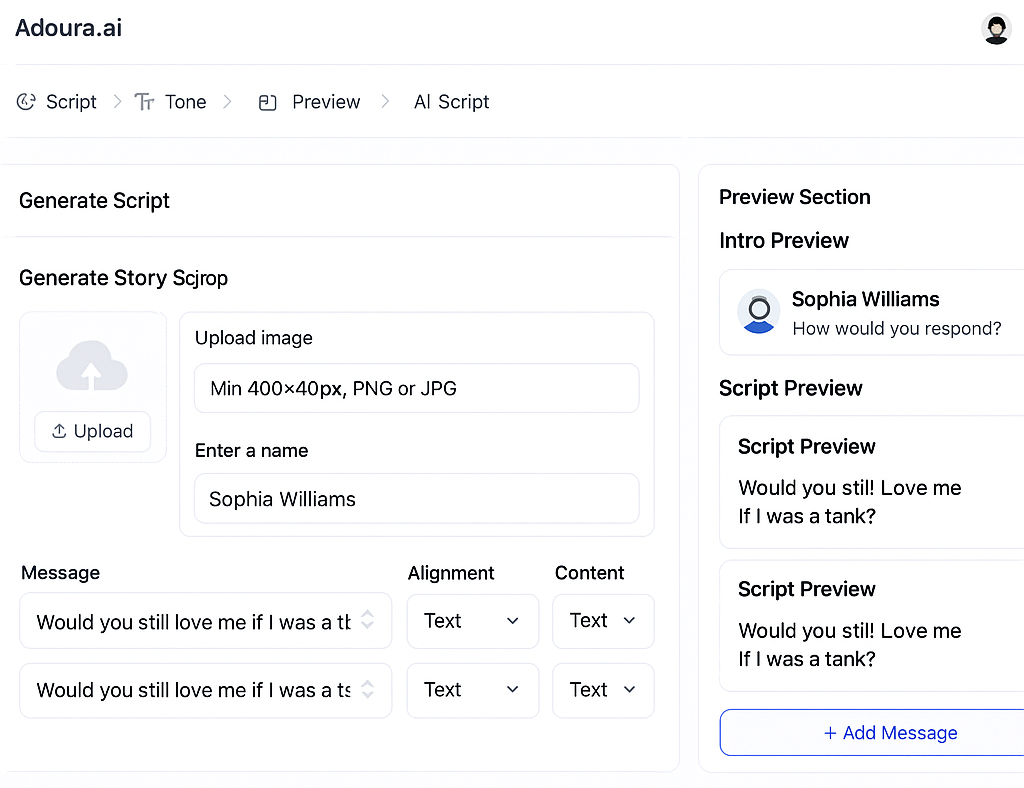 Adoura.ai
Script
Tone
Preview
AI Script
Generate Script
Generate Story Scjrop
Upload
Upload image
Min 400×40px, PNG or JPG
Enter a name
Sophia Williams
Message
Alignment
Content
Would you still love me if I was a tb
Text
Text
Would you still love me if I was a ts
Text
Text
Preview Section
Intro Preview
Sophia Williams
How would you respond?
Script Preview
Script Preview
Would you stil! Love me
If I was a tank?
Script Preview
Would you stil! Love me
If I was a tank?
+ Add Message